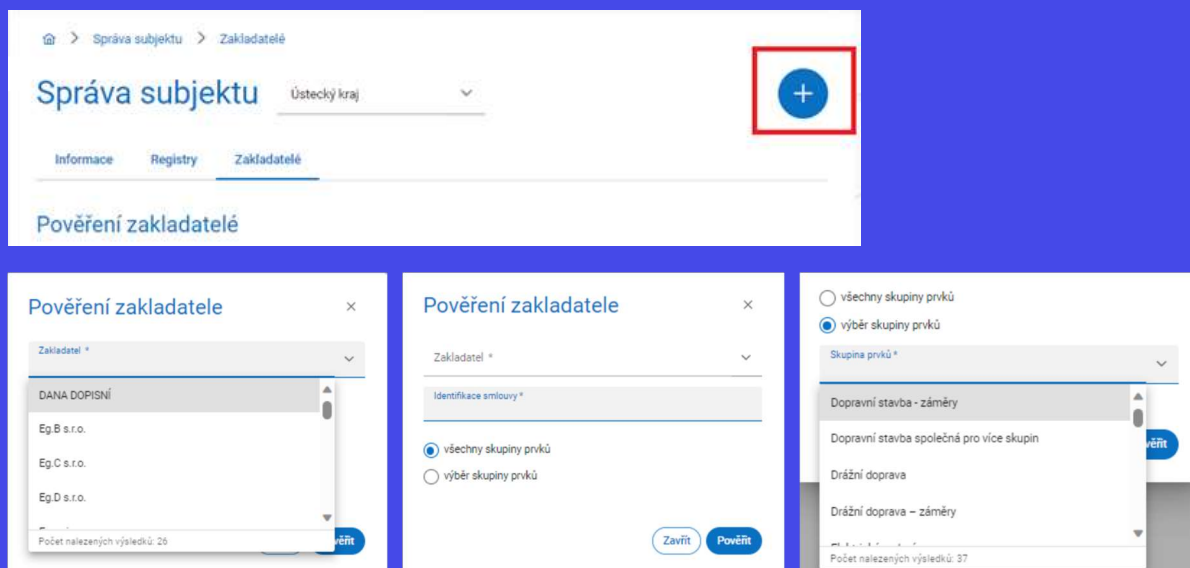 Správa subjektu > Zakladatelé
Správa subjektu Ústecký kraj
Informace Registry Zakladatelé
Pověření zakladatelé
Pověření zakladatele
Zakladatel *
DANA DOPISNÍ
Eg.B s.r.o.
Eg.C s.r.o.
Eg.D s.r.o.
Počet nalezených výsledků: 26
Pověření zakladatele
Zakladatel *
Identifikace smlouvy *
všechny skupiny prvků
výběr skupiny prvků
Zavřít Pověřit
všechny skupiny prvků
výběr skupiny prvků
Skupina prvků *
Dopravní stavba - záměry
Dopravní stavba společná pro více skupin
Drážní doprava
Drážní doprava – záměry
Počet nalezených výsledků: 37